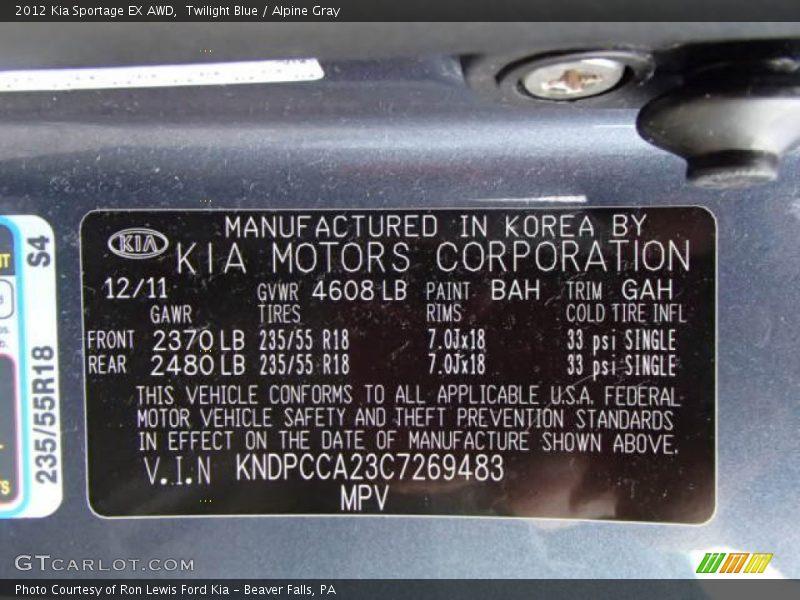 2012 Kia Sportage EX AWD, Twilight Blue / Alpine Gray
MANUFACTURED IN KOREA BY
KIA KIA MOTORS CORPORATION
12/11 GVWR 4608 LB PAINT BAH TRIM GAH
GAWR TIRES RIMS COLD TIRE INFL
FRONT 2370 LB 235/55 R18 7.0Jx18 33 psi SINGLE
REAR 2480 LB 235/55 R18 7.0Jx18 33 psi SINGLE
THIS VEHICLE CONFORMS TO ALL APPLICABLE U.S.A. FEDERAL
MOTOR VEHICLE SAFETY AND THEFT PREVENTION STANDARDS
IN EFFECT ON THE DATE OF MANUFACTURE SHOWN ABOVE.
V.I.N KNDPCCA23C7269483
MPV
235/55R18 S4
GTCARLOT.COM
Photo Courtesy of Ron Lewis Ford Kia - Beaver Falls, PA